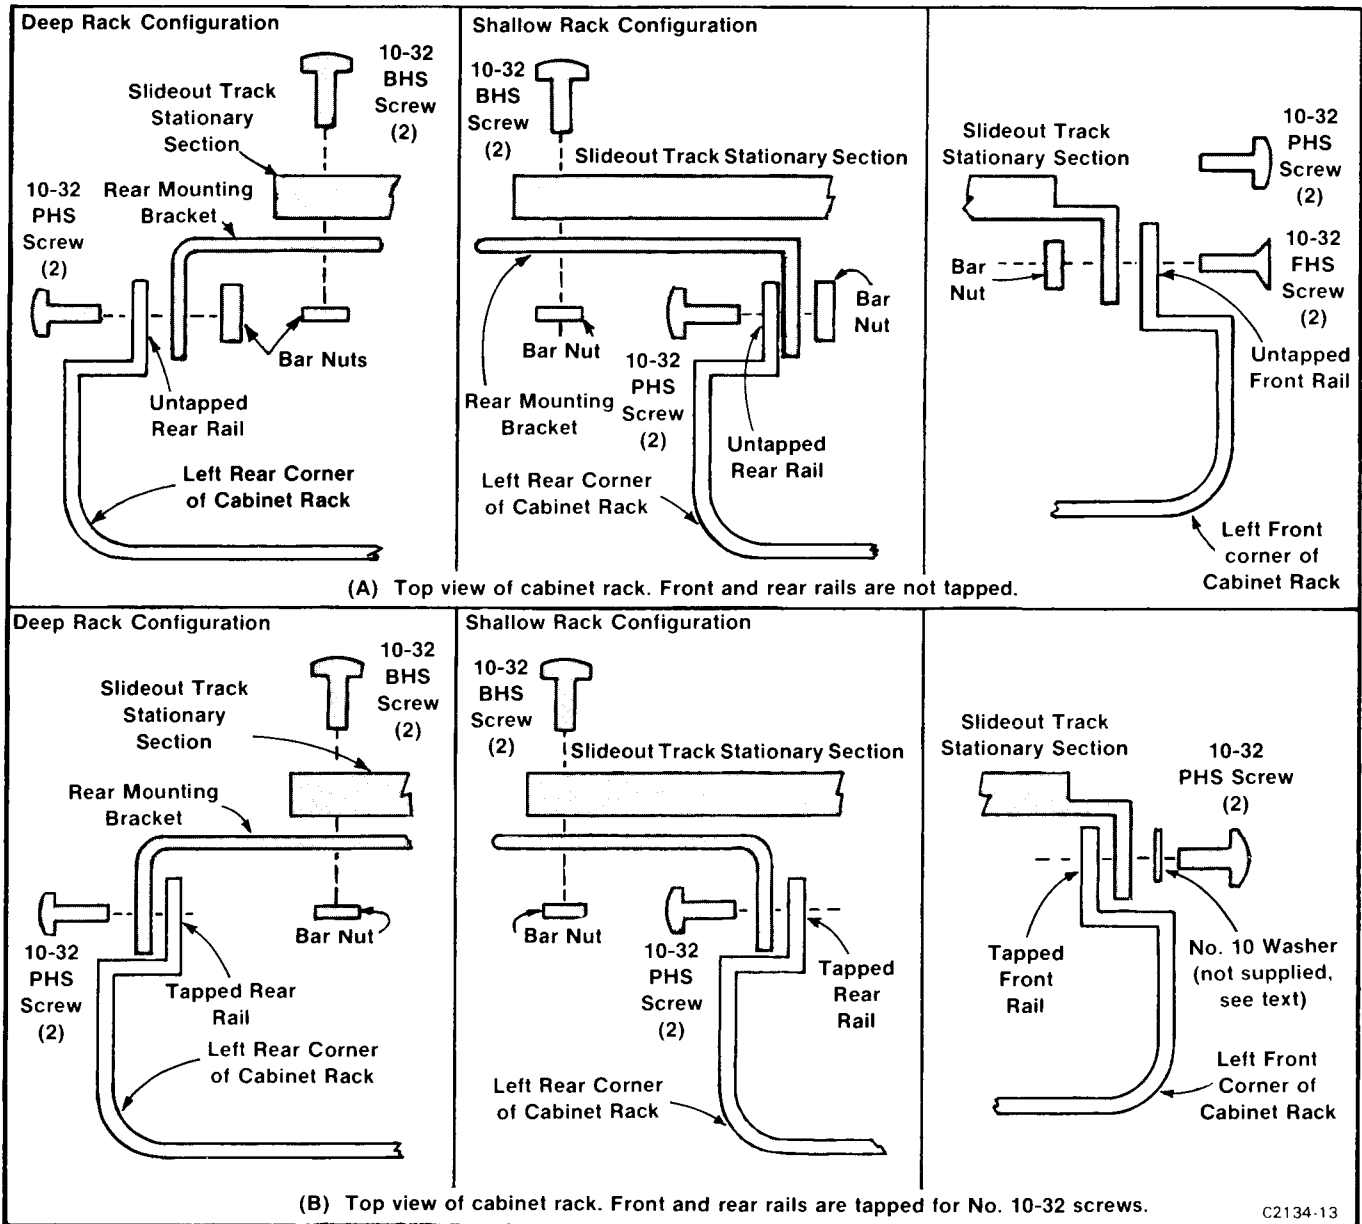 Deep Rack Configuration
10-32
BHS
Screw
(2)
Slideout Track
Stationary
Section
Rear Mounting
Bracket
10-32
PHS
Screw
(2)
Bar Nuts
Untapped
Rear Rail
Left Rear Corner
of Cabinet Rack
Shallow Rack Configuration
10-32
BHS
Screw
(2)
Slideout Track Stationary Section
Bar Nut
Bar
Nut
10-32
PHS
Screw
(2)
Rear Mounting
Bracket
Untapped
Rear Rail
Left Rear Corner
of Cabinet Rack
Slideout Track
Stationary Section
10-32
PHS
Screw
(2)
10-32
FHS
Screw
(2)
Bar
Nut
Untapped
Front Rail
Left Front
corner of
Cabinet Rack
(A) Top view of cabinet rack. Front and rear rails are not tapped.
Deep Rack Configuration
10-32
BHS
Screw
(2)
Slideout Track
Stationary
Section
Rear Mounting
Bracket
10-32
PHS
Screw
(2)
Bar Nut
Tapped Rear
Rail
Left Rear Corner
of Cabinet Rack
Shallow Rack Configuration
10-32
BHS
Screw
(2)
Slideout Track Stationary Section
Bar Nut
10-32
PHS
Screw
(2)
Tapped
Rear
Rail
Left Rear Corner
of Cabinet Rack
Slideout Track
Stationary Section
10-32
PHS Screw
(2)
Tapped
Front
Rail
No. 10 Washer
(not supplied,
see text)
Left Front
Corner of
Cabinet Rack
(B) Top view of cabinet rack. Front and rear rails are tapped for No. 10-32 screws.
C2134-13